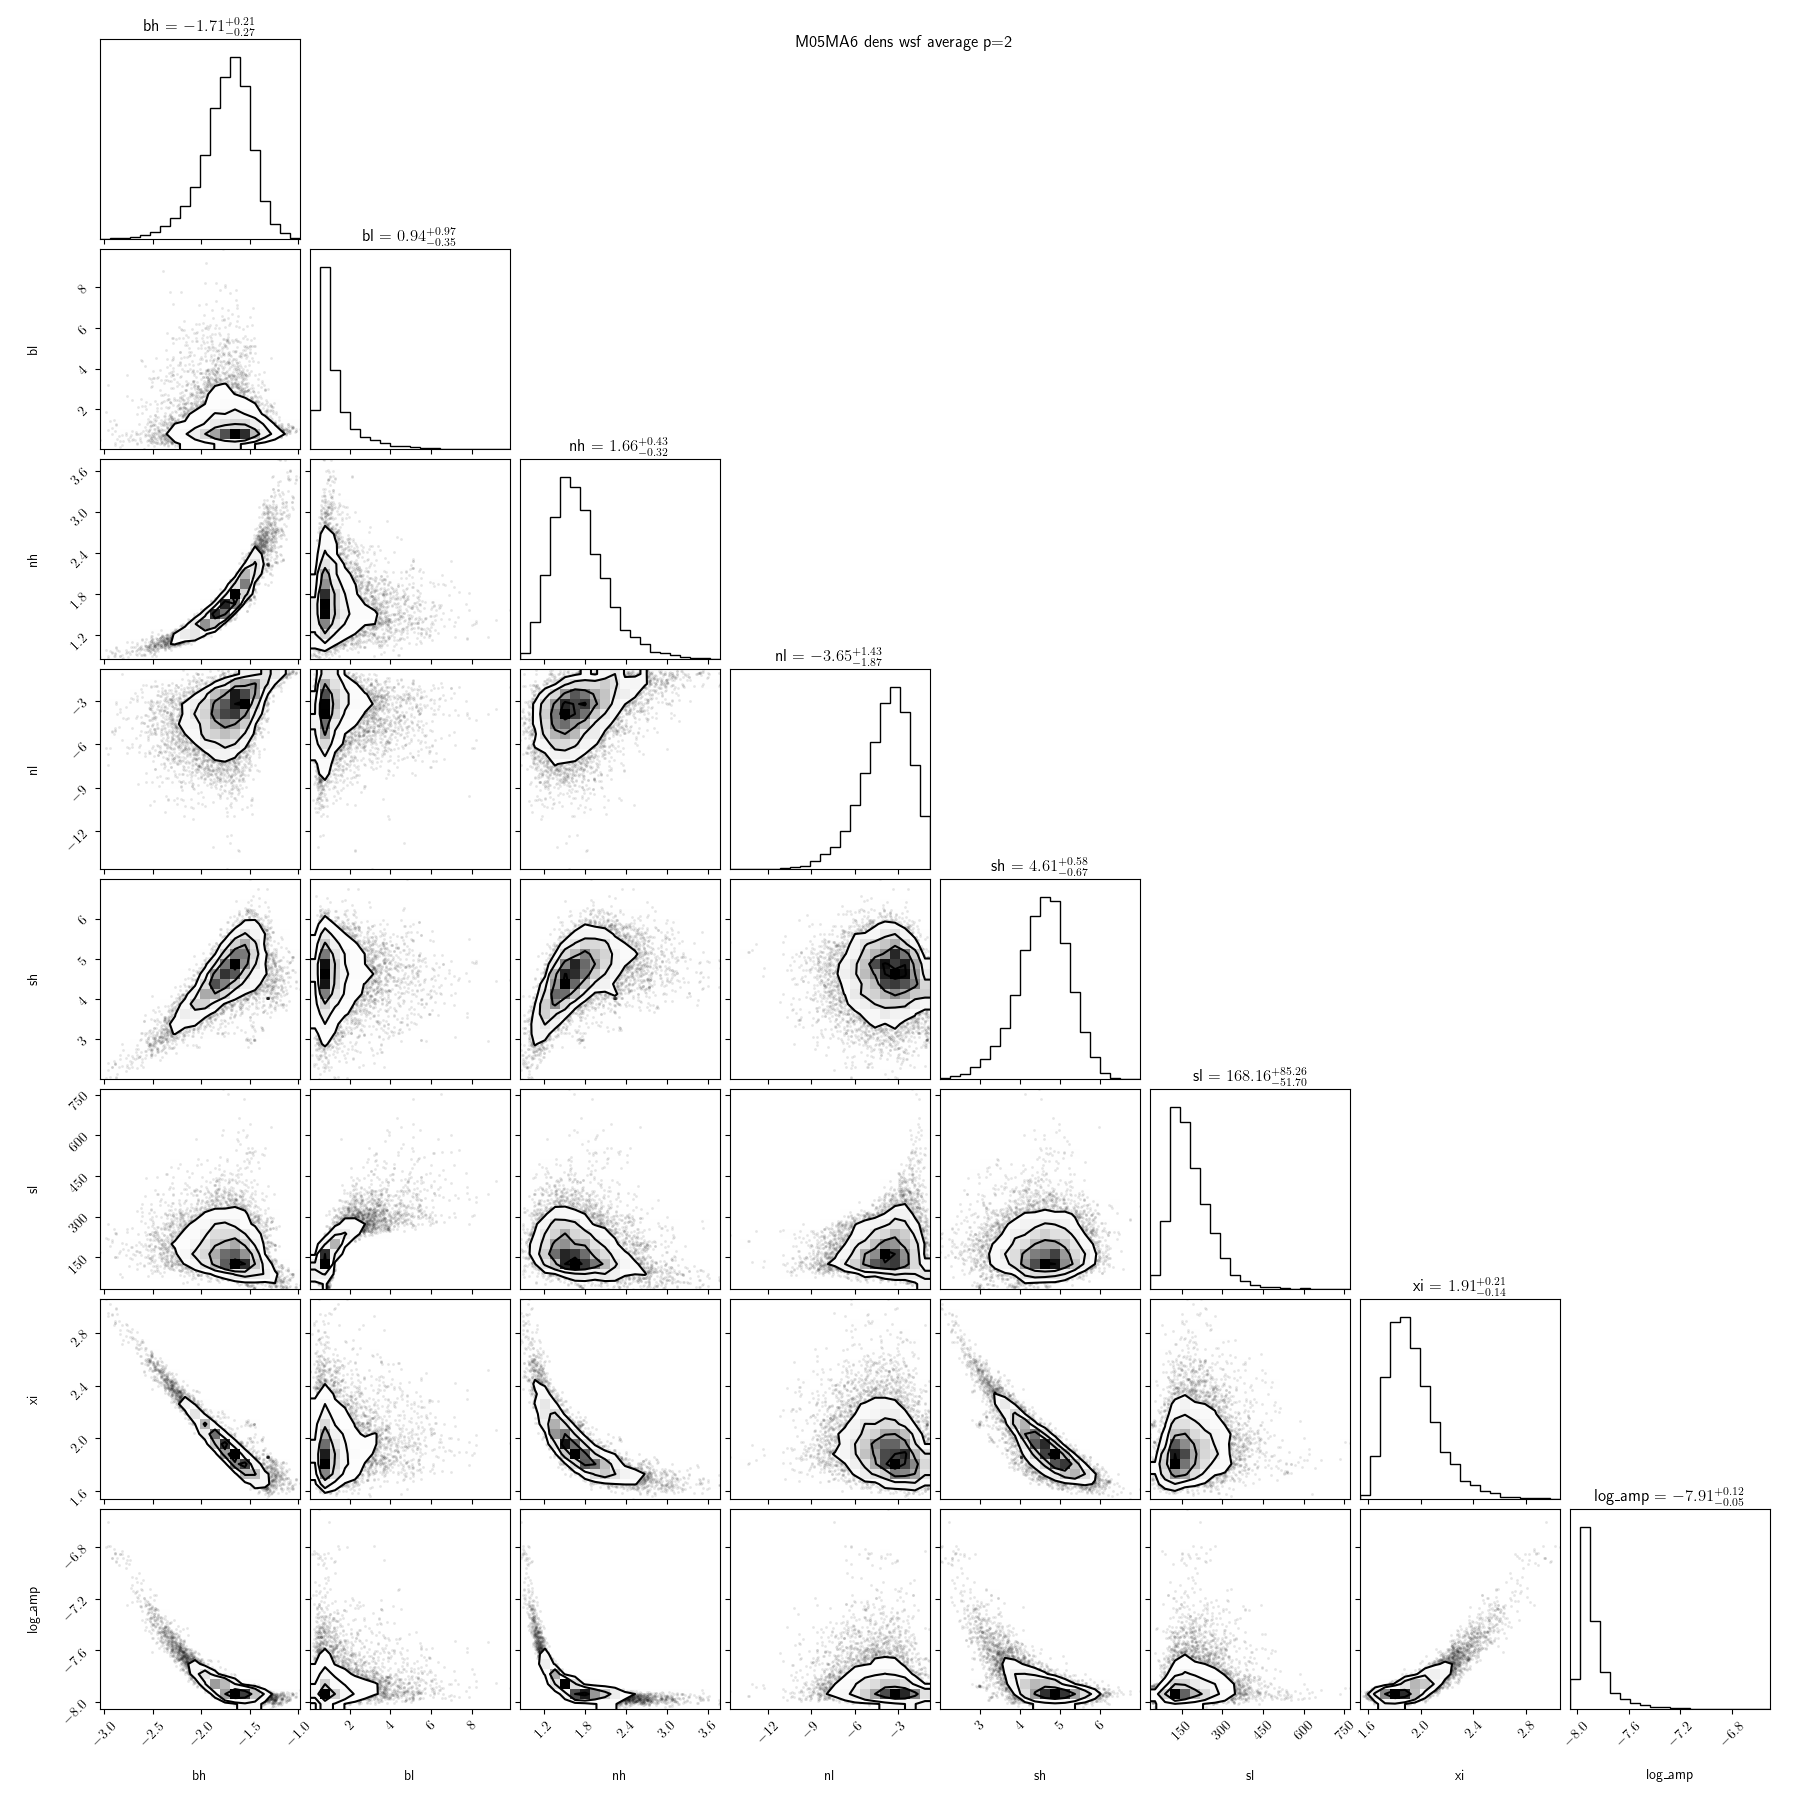 bh = −1.71+0.21−0.27
M05MA6 dens wsf average p=2
bl = 0.94+0.97−0.35
8
6
4
2
bl
nh = 1.66+0.43−0.32
3.6
3.0
2.4
1.8
1.2
nh
nl = −3.65+1.43−1.87
−3
−6
−9
−12
nl
sh = 4.61+0.58−0.67
6
5
4
3
sh
sl = 168.16+85.26−51.70
750
600
450
300
150
sl
xi = 1.91+0.21−0.14
2.8
2.4
2.0
1.6
xi
log_amp = −7.91+0.12−0.05
−6.8
−7.2
−7.6
−8.0
log_amp
−3.0 −2.5 −2.0 −1.5 −1.0 2 4 6 8 1.2 1.8 2.4 3.0 3.6 −12 −9 −6 −3 3 4 5 6 150 300 450 600 750 1.6 2.0 2.4 2.8 −8.0 −7.6 −7.2 −6.8
bh bl nh nl sh sl xi log_amp